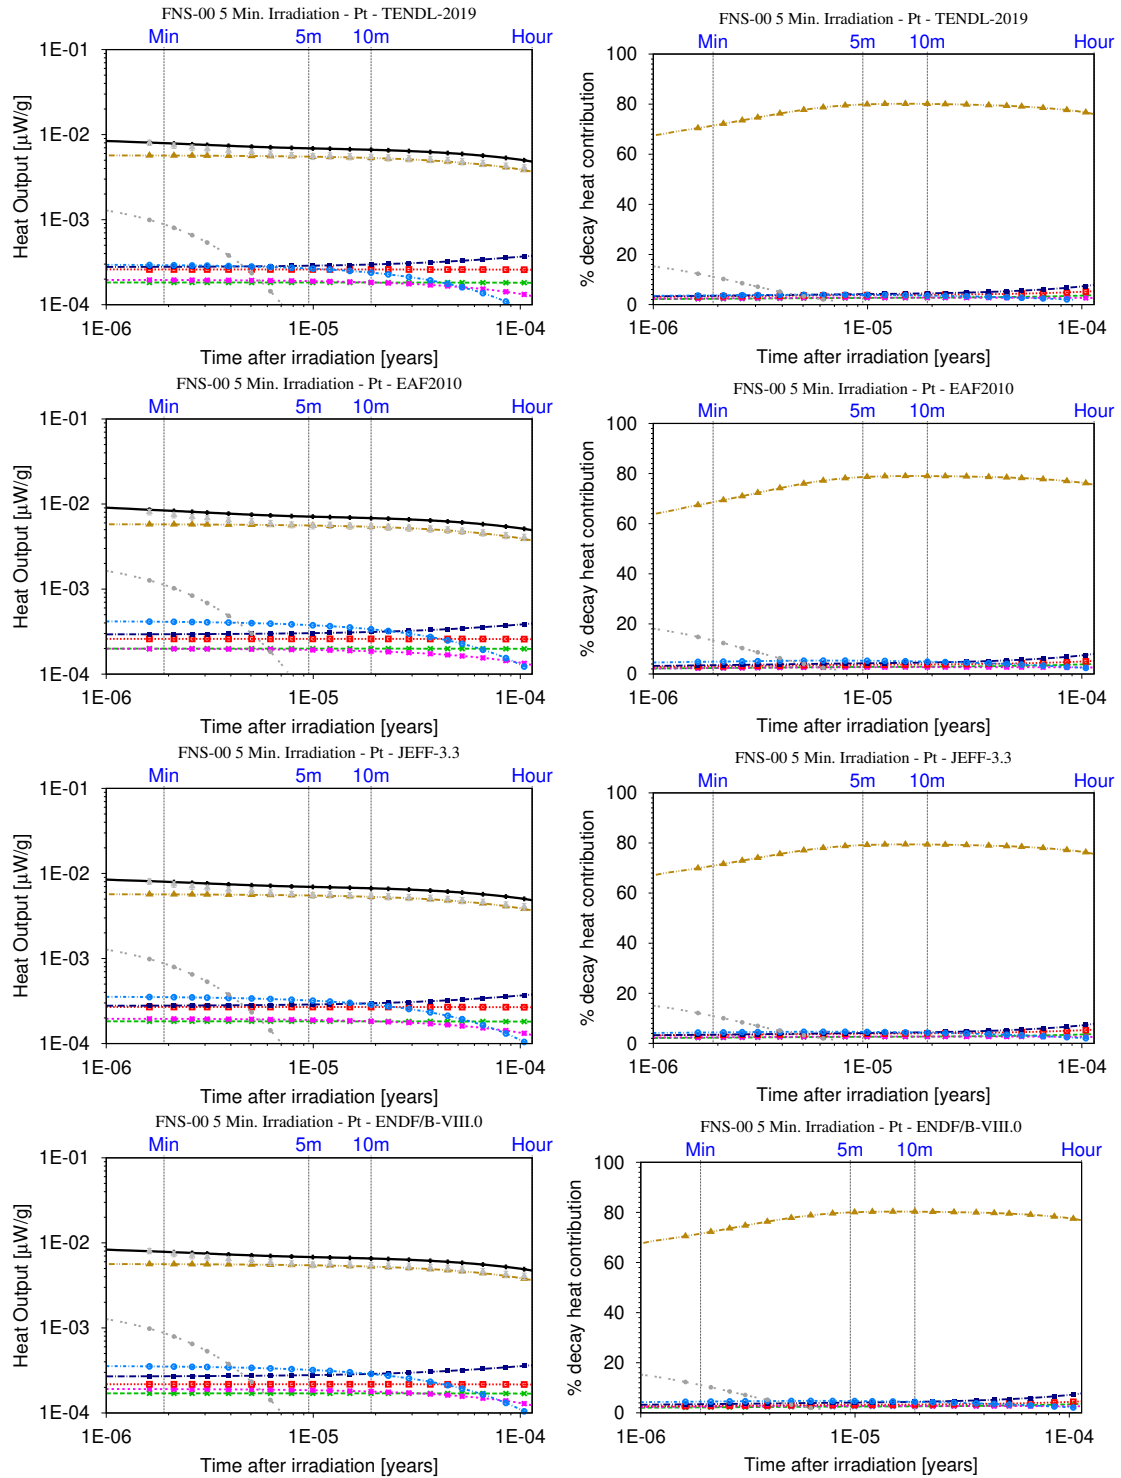 FNS-00 5 Min. Irradiation - Pt - TENDL-2019
Min 5m 10m Hour
1E-01
1E-02
1E-03
1E-04
Heat Output [μW/g]
1E-06 1E-05 1E-04
Time after irradiation [years]
FNS-00 5 Min. Irradiation - Pt - TENDL-2019
Min 5m 10m Hour
100
80
60
40
20
0
% decay heat contribution
1E-06 1E-05 1E-04
Time after irradiation [years]
FNS-00 5 Min. Irradiation - Pt - EAF2010
Min 5m 10m Hour
1E-01
1E-02
1E-03
1E-04
Heat Output [μW/g]
1E-06 1E-05 1E-04
Time after irradiation [years]
FNS-00 5 Min. Irradiation - Pt - EAF2010
Min 5m 10m Hour
100
80
60
40
20
0
% decay heat contribution
1E-06 1E-05 1E-04
Time after irradiation [years]
FNS-00 5 Min. Irradiation - Pt - JEFF-3.3
Min 5m 10m Hour
1E-01
1E-02
1E-03
1E-04
Heat Output [μW/g]
1E-06 1E-05 1E-04
Time after irradiation [years]
FNS-00 5 Min. Irradiation - Pt - JEFF-3.3
Min 5m 10m Hour
100
80
60
40
20
0
% decay heat contribution
1E-06 1E-05 1E-04
Time after irradiation [years]
FNS-00 5 Min. Irradiation - Pt - ENDF/B-VIII.0
Min 5m 10m Hour
1E-01
1E-02
1E-03
1E-04
Heat Output [μW/g]
1E-06 1E-05 1E-04
Time after irradiation [years]
FNS-00 5 Min. Irradiation - Pt - ENDF/B-VIII.0
Min 5m 10m Hour
100
80
60
40
20
0
% decay heat contribution
1E-06 1E-05 1E-04
Time after irradiation [years]